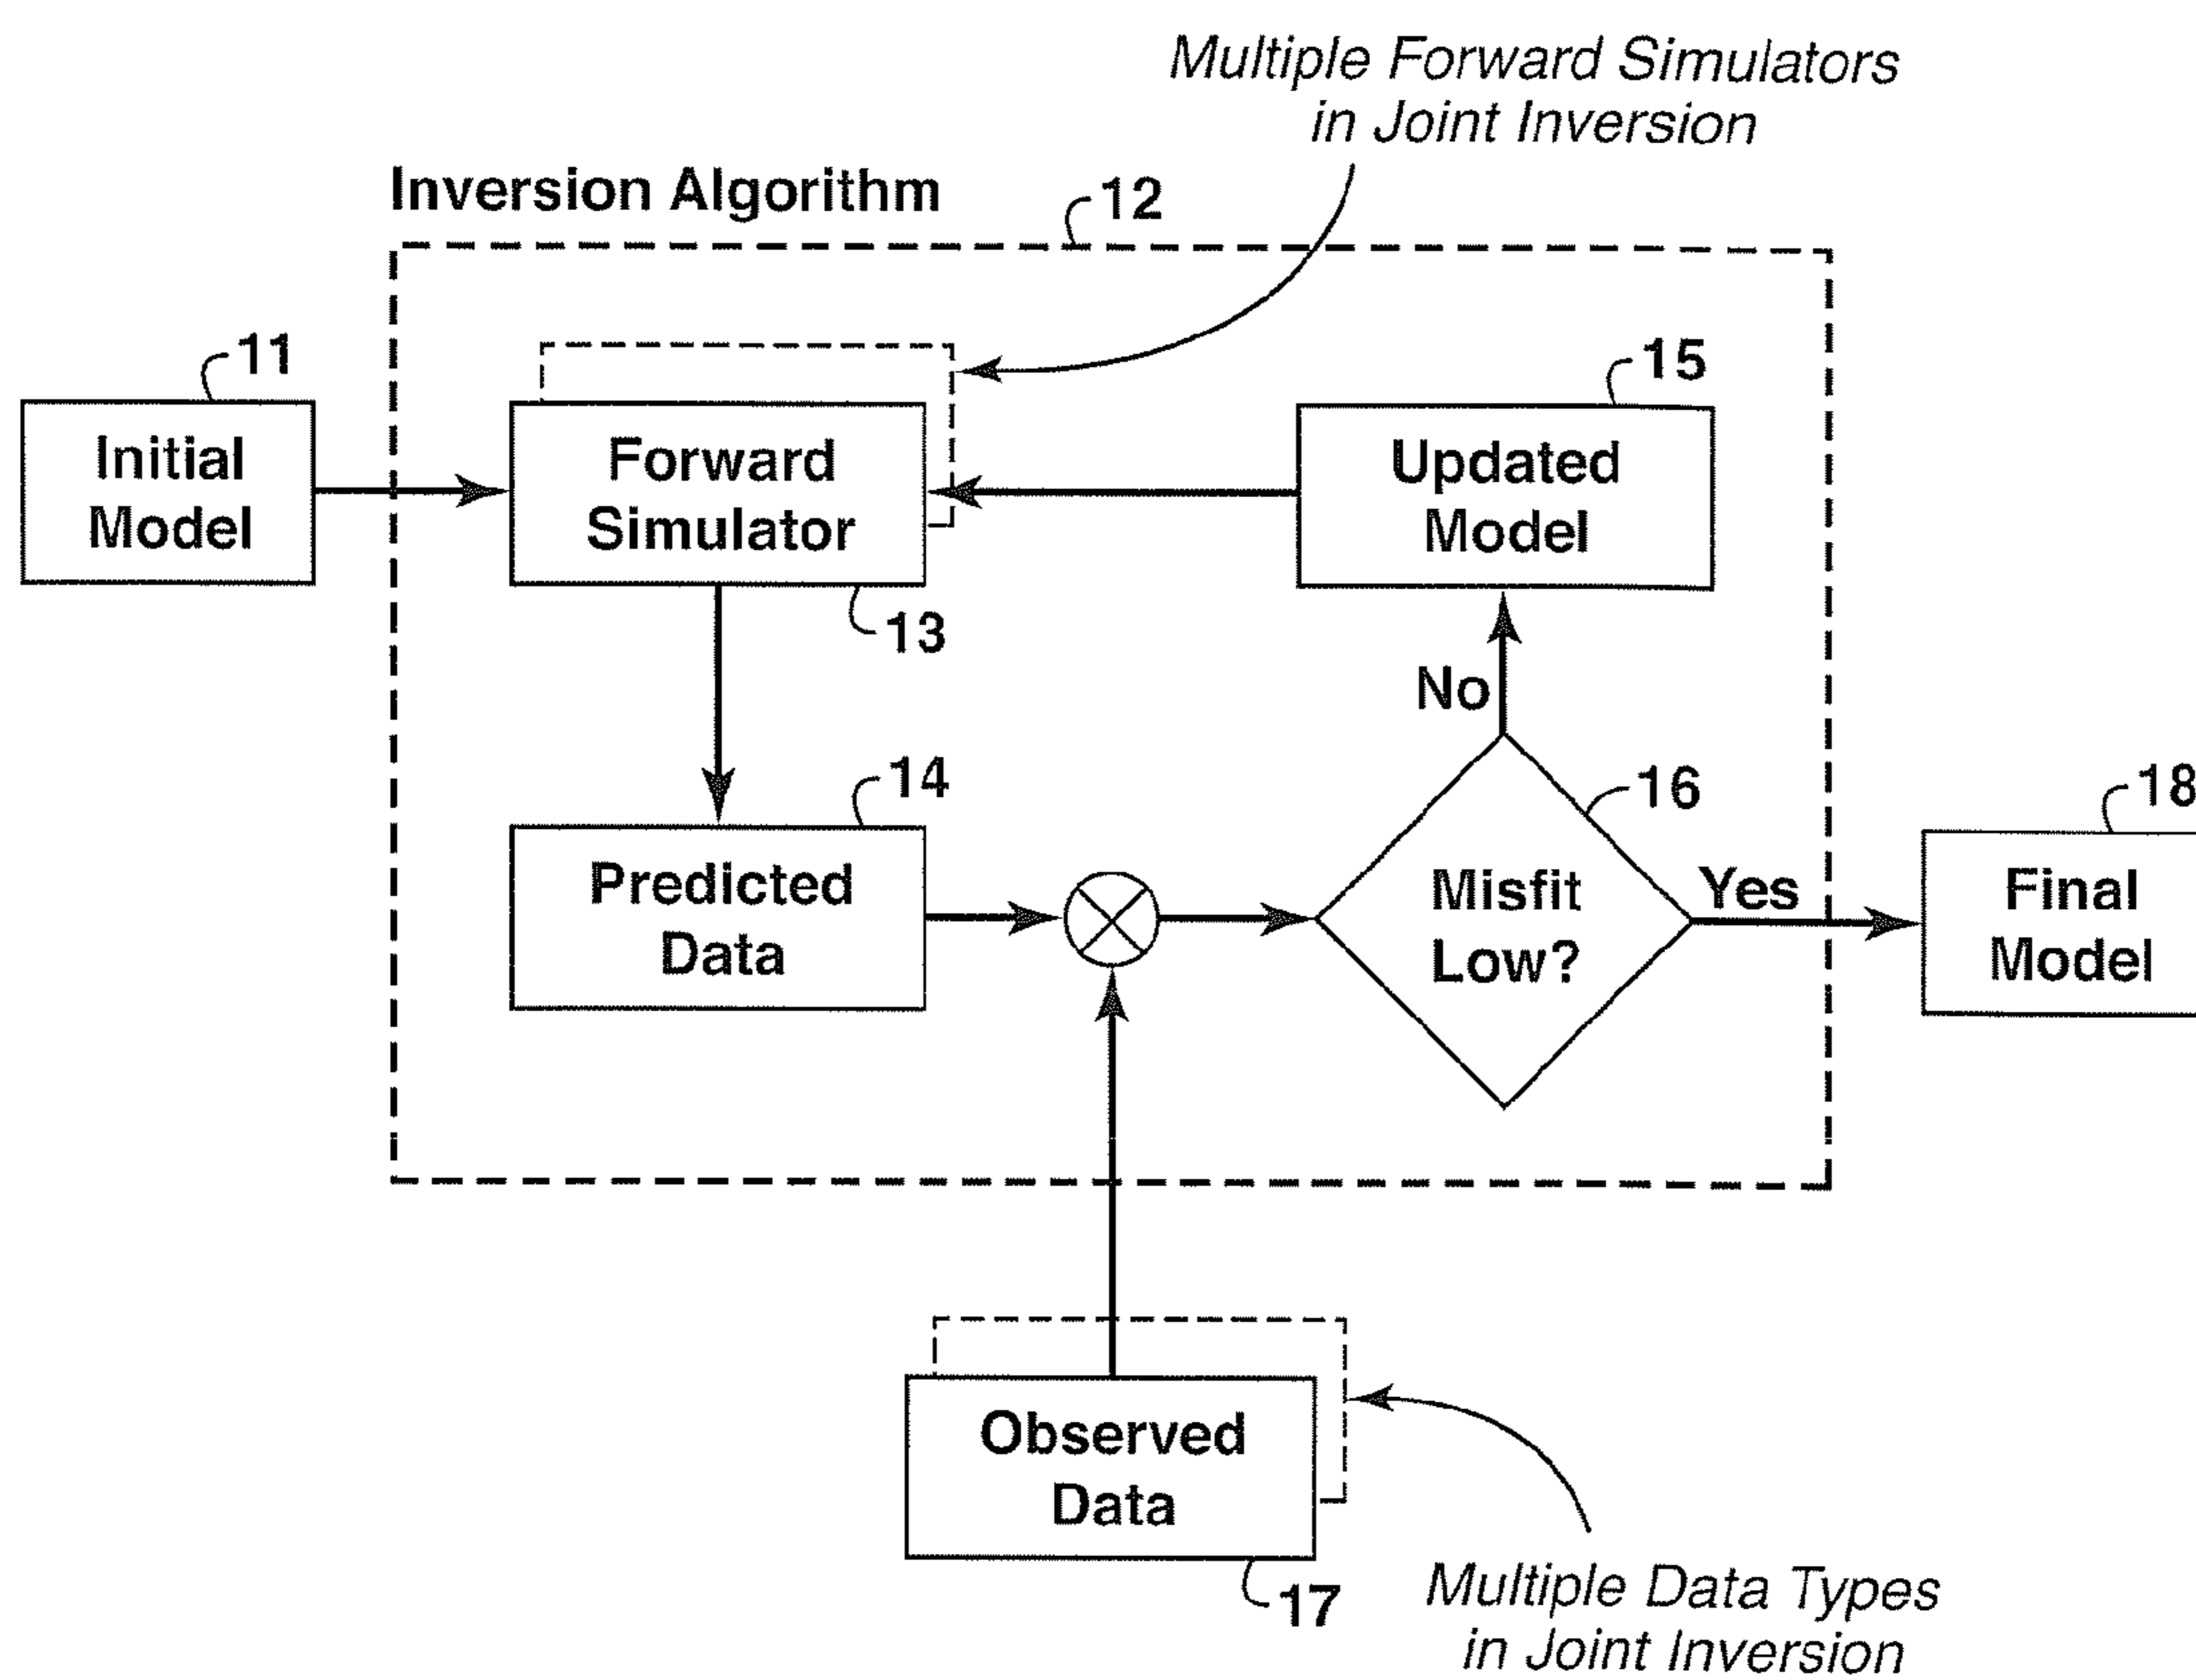 Multiple Forward Simulators
in Joint Inversion
Inversion Algorithm
12
11
Initial
Model
Forward
Simulator
13
15
Updated
Model
No
14
Predicted
Data
16
Misfit
Low?
Yes
18
Final
Model
Observed
Data
17
Multiple Data Types
in Joint Inversion